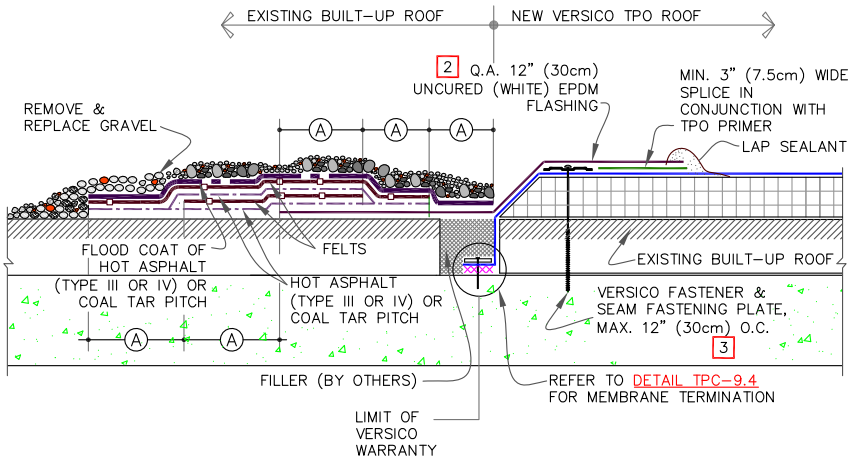 EXISTING BUILT-UP ROOF
NEW VERSICO TPO ROOF
2 Q.A. 12" (30cm)
UNCURED (WHITE) EPDM
FLASHING
MIN. 3" (7.5cm) WIDE
SPLICE IN
CONJUNCTION WITH
TPO PRIMER
LAP SEALANT
REMOVE &
REPLACE GRAVEL
A
A
A
FLOOD COAT OF
HOT ASPHALT
(TYPE III OR IV) OR
COAL TAR PITCH
FELTS
HOT ASPHALT
(TYPE III OR IV) OR
COAL TAR PITCH
EXISTING BUILT-UP ROOF
VERSICO FASTENER &
SEAM FASTENING PLATE,
MAX. 12" (30cm) O.C.
3
A
A
FILLER (BY OTHERS)
REFER TO DETAIL TPC-9.4
FOR MEMBRANE TERMINATION
LIMIT OF
VERSICO
WARRANTY